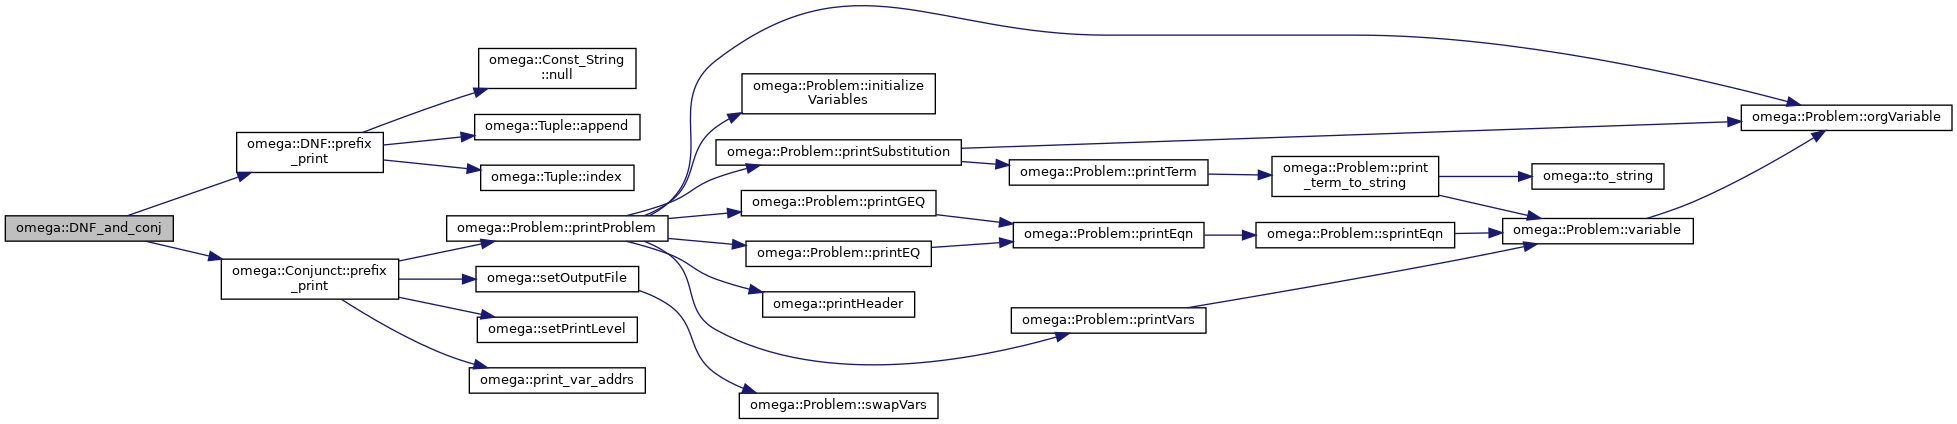 omega::DNF_and_conj
omega::DNF::prefix
_print
omega::Conjunct::prefix
_print
omega::Const_String
::null
omega::Tuple::append
omega::Tuple::index
omega::Problem::printProblem
omega::setOutputFile
omega::setPrintLevel
omega::print_var_addrs
omega::Problem::initialize
Variables
omega::Problem::printSubstitution
omega::Problem::printGEQ
omega::Problem::printEQ
omega::printHeader
omega::Problem::swapVars
omega::Problem::printTerm
omega::Problem::printEqn
omega::Problem::printVars
omega::Problem::print
_term_to_string
omega::Problem::sprintEqn
omega::to_string
omega::Problem::variable
omega::Problem::orgVariable